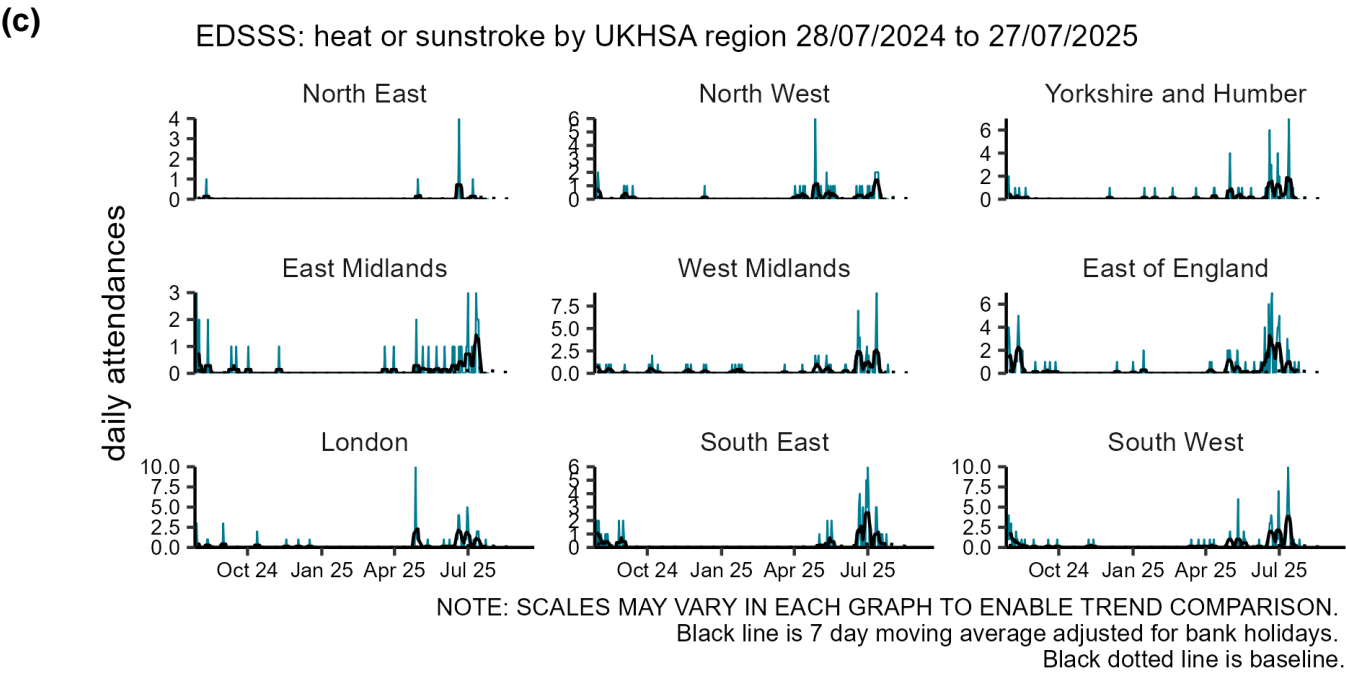 (c)
EDSSS: heat or sunstroke by UKHSA region 28/07/2024 to 27/07/2025
daily attendances
North East
4
3
2
1
0
North West
6
5
4
3
2
1
0
Yorkshire and Humber
6
4
2
0
East Midlands
3
2
1
0
West Midlands
7.5
5.0
2.5
0.0
East of England
6
4
2
0
London
10.0
7.5
5.0
2.5
0.0
Oct 24 Jan 25 Apr 25 Jul 25
South East
6
5
4
3
2
1
0
Oct 24 Jan 25 Apr 25 Jul 25
South West
10.0
7.5
5.0
2.5
0.0
Oct 24 Jan 25 Apr 25 Jul 25
NOTE: SCALES MAY VARY IN EACH GRAPH TO ENABLE TREND COMPARISON.
Black line is 7 day moving average adjusted for bank holidays.
Black dotted line is baseline.